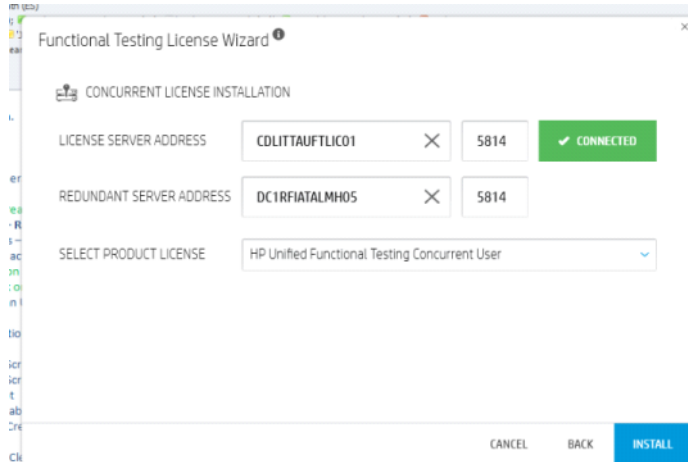 Functional Testing License Wizard
CONCURRENT LICENSE INSTALLATION
LICENSE SERVER ADDRESS CDLITTAUFTLIC01 5814 CONNECTED
REDUNDANT SERVER ADDRESS DC1RFIATALMH05 5814
SELECT PRODUCT LICENSE HP Unified Functional Testing Concurrent User
CANCEL BACK INSTALL